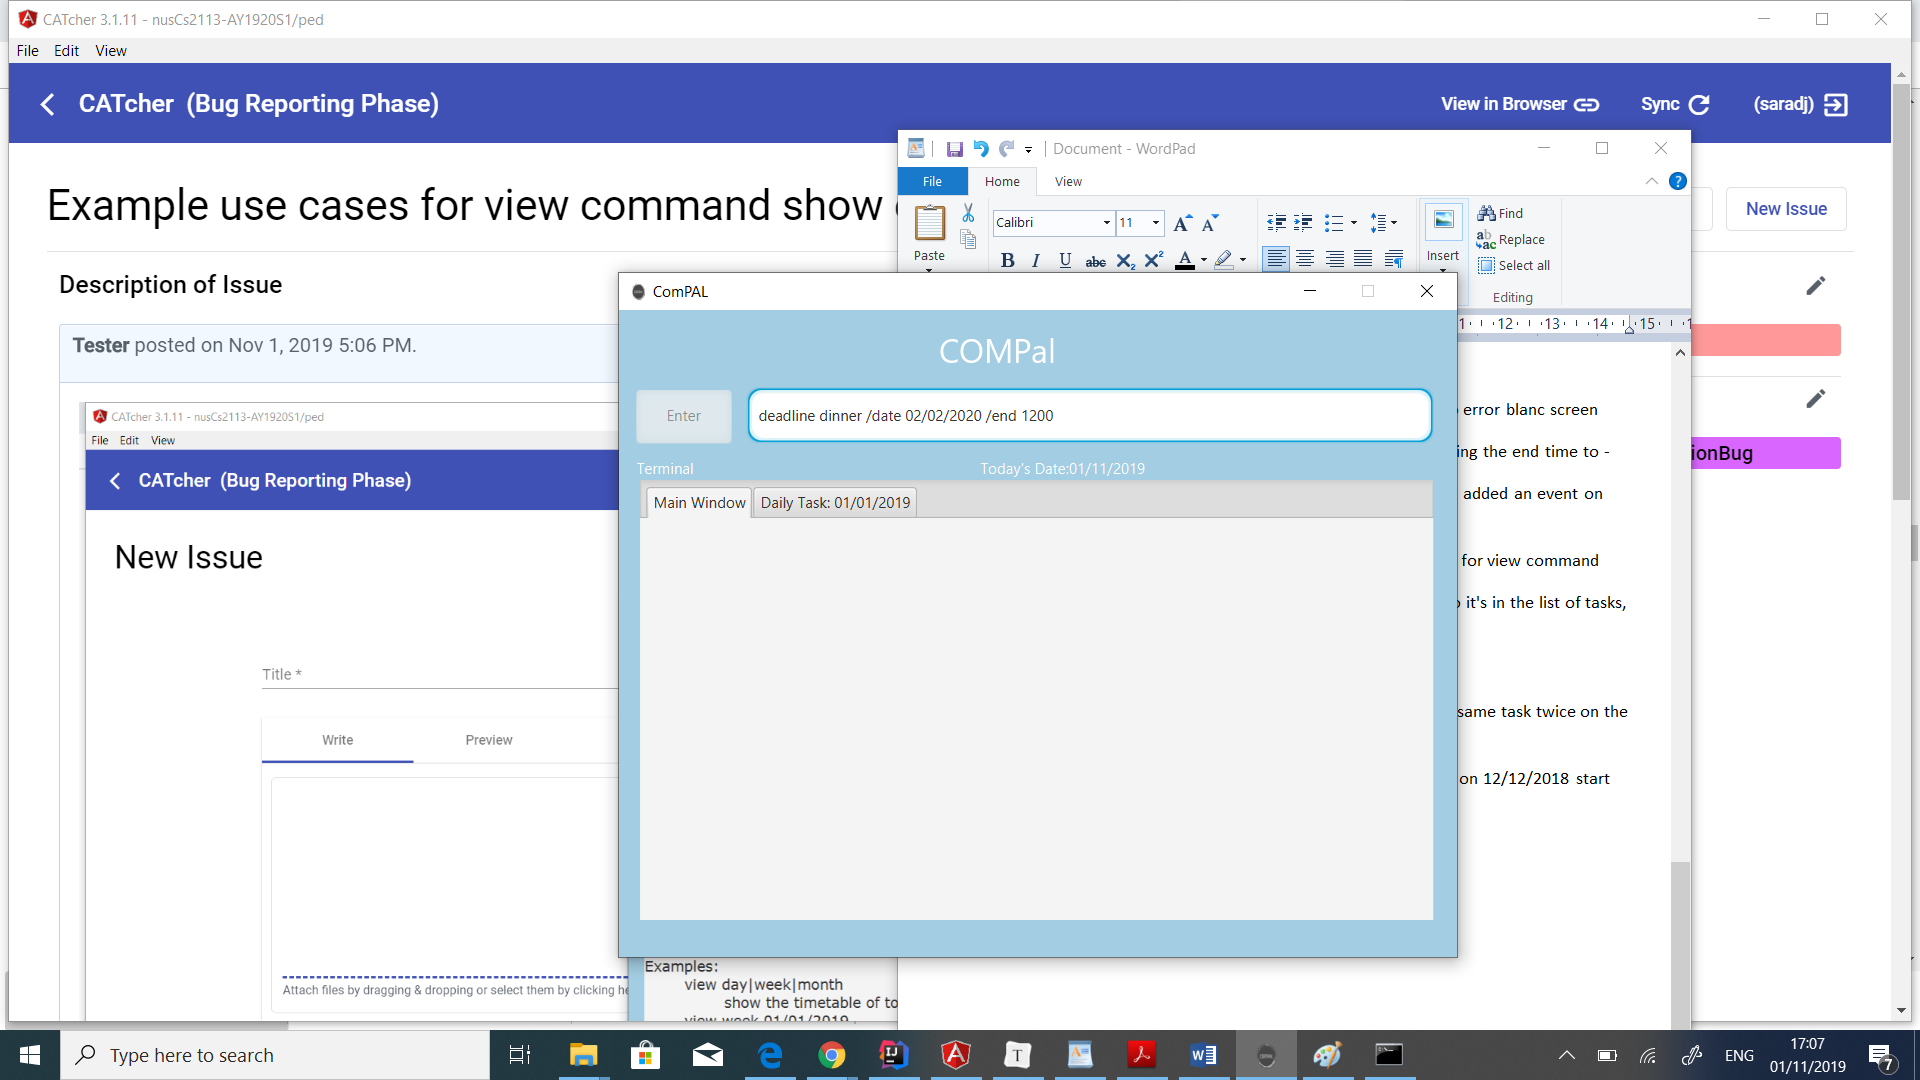 CATcher 3.1.11 - nusCs2113-AY1920S1/ped
File Edit View
CATcher (Bug Reporting Phase)
View in Browser
Sync
(saradj)
Example use cases for view command show
New Issue
Description of Issue
Tester posted on Nov 1, 2019 5:06 PM.
CATcher 3.1.11 - nusCs2113-AY1920S1/ped
File Edit View
CATcher (Bug Reporting Phase)
New Issue
Title *
Write
Preview
Attach files by dragging & dropping or select them by clicking
Document - WordPad
File
Home
View
Paste
Calibri
11
Insert
Find
Replace
Select all
Editing
12 13 14 15
error blanc screen
ing the end time to -
added an event on
for view command
it's in the list of tasks,
same task twice on the
on 12/12/2018 start
ionBug
ComPAL
COMPal
Enter
deadline dinner /date 02/02/2020 /end 1200
Terminal
Today's Date:01/11/2019
Main Window
Daily Task: 01/01/2019
Examples:
view day|week|month
show the timetable of to
view week 01/01/2019
Type here to search
ENG
17:07
01/11/2019
7